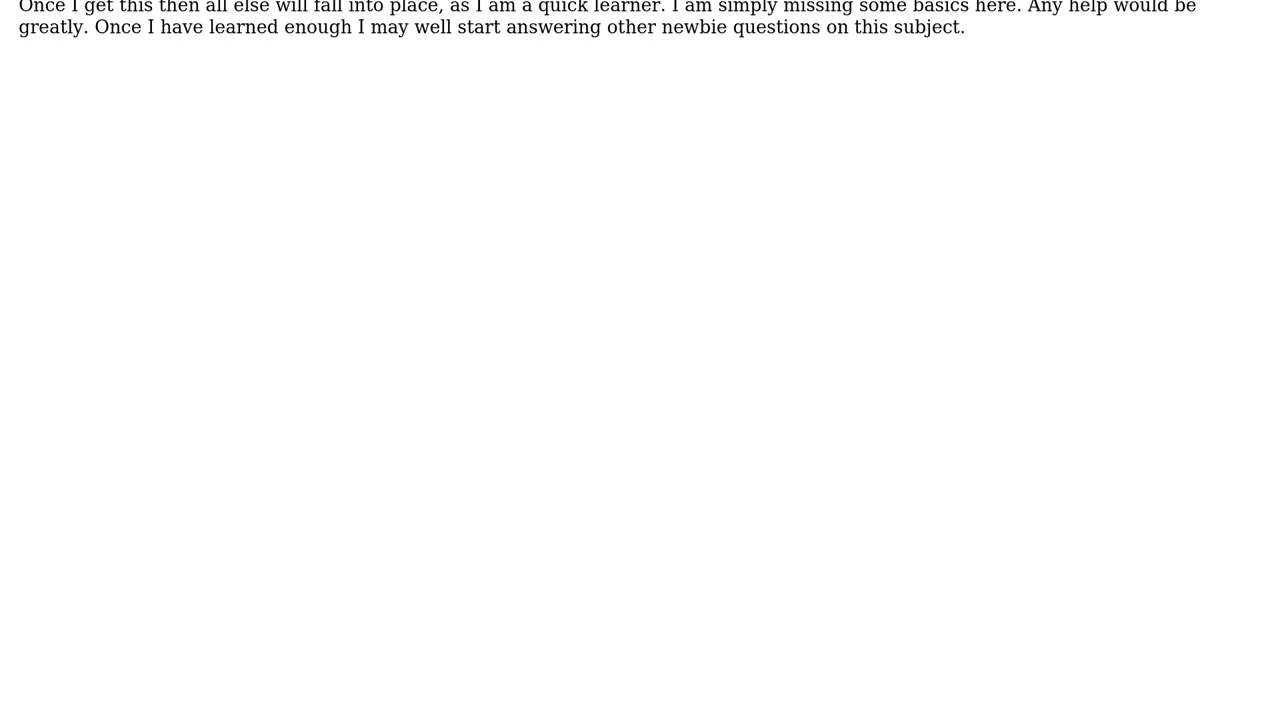 Once I get this then all else will fall into place, as I am a quick learner. I am simply missing some basics here. Any help would be
greatly. Once I have learned enough I may well start answering other newbie questions on this subject.